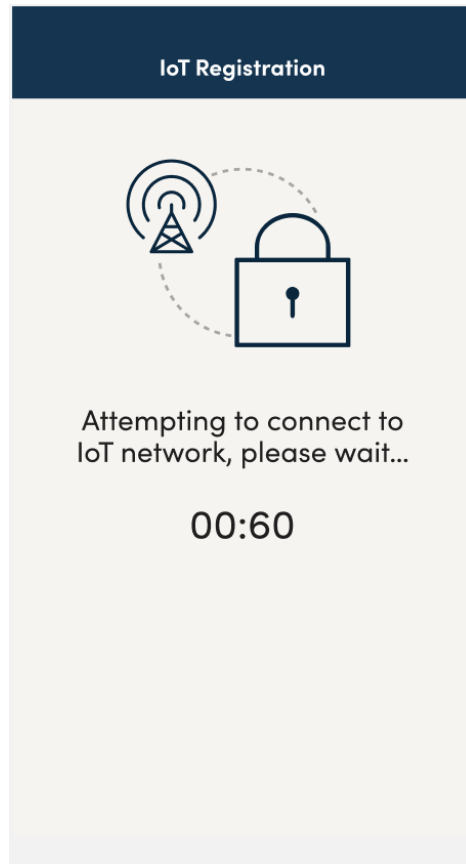 IoT Registration
Attempting to connect to
IoT network, please wait...
00:60